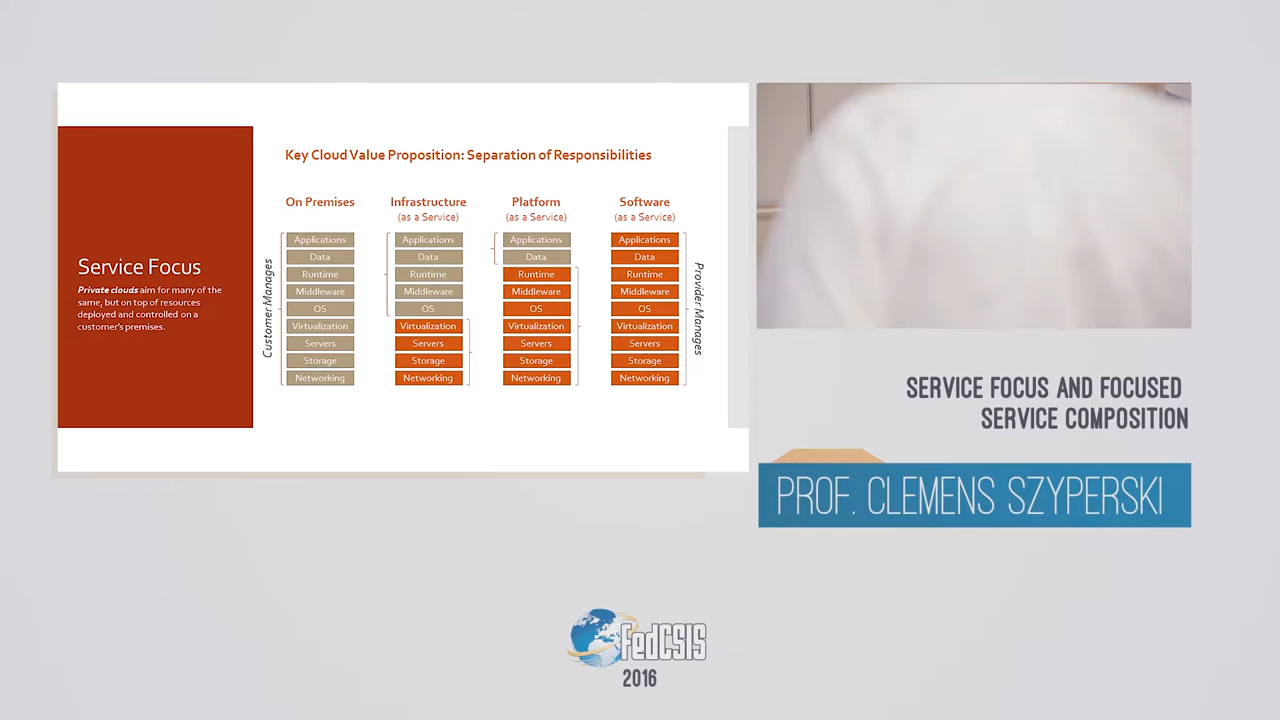 Key Cloud Value Proposition: Separation of Responsibilities
Service Focus
Private clouds aim for many of the
same, but on top of resources
deployed and controlled on a
customer's premises.
Customer Manages
On Premises
Applications
Data
Runtime
Middleware
OS
Virtualization
Servers
Storage
Networking
Infrastructure
(as a Service)
Applications
Data
Runtime
Middleware
OS
Virtualization
Servers
Storage
Networking
Platform
(as a Service)
Applications
Data
Runtime
Middleware
OS
Virtualization
Servers
Storage
Networking
Software
(as a Service)
Applications
Data
Runtime
Middleware
OS
Virtualization
Servers
Storage
Networking
Provider Manages
SERVICE FOCUS AND FOCUSED
SERVICE COMPOSITION
PROF. CLEMENS SZYPERSKI
FedCSIS
2016